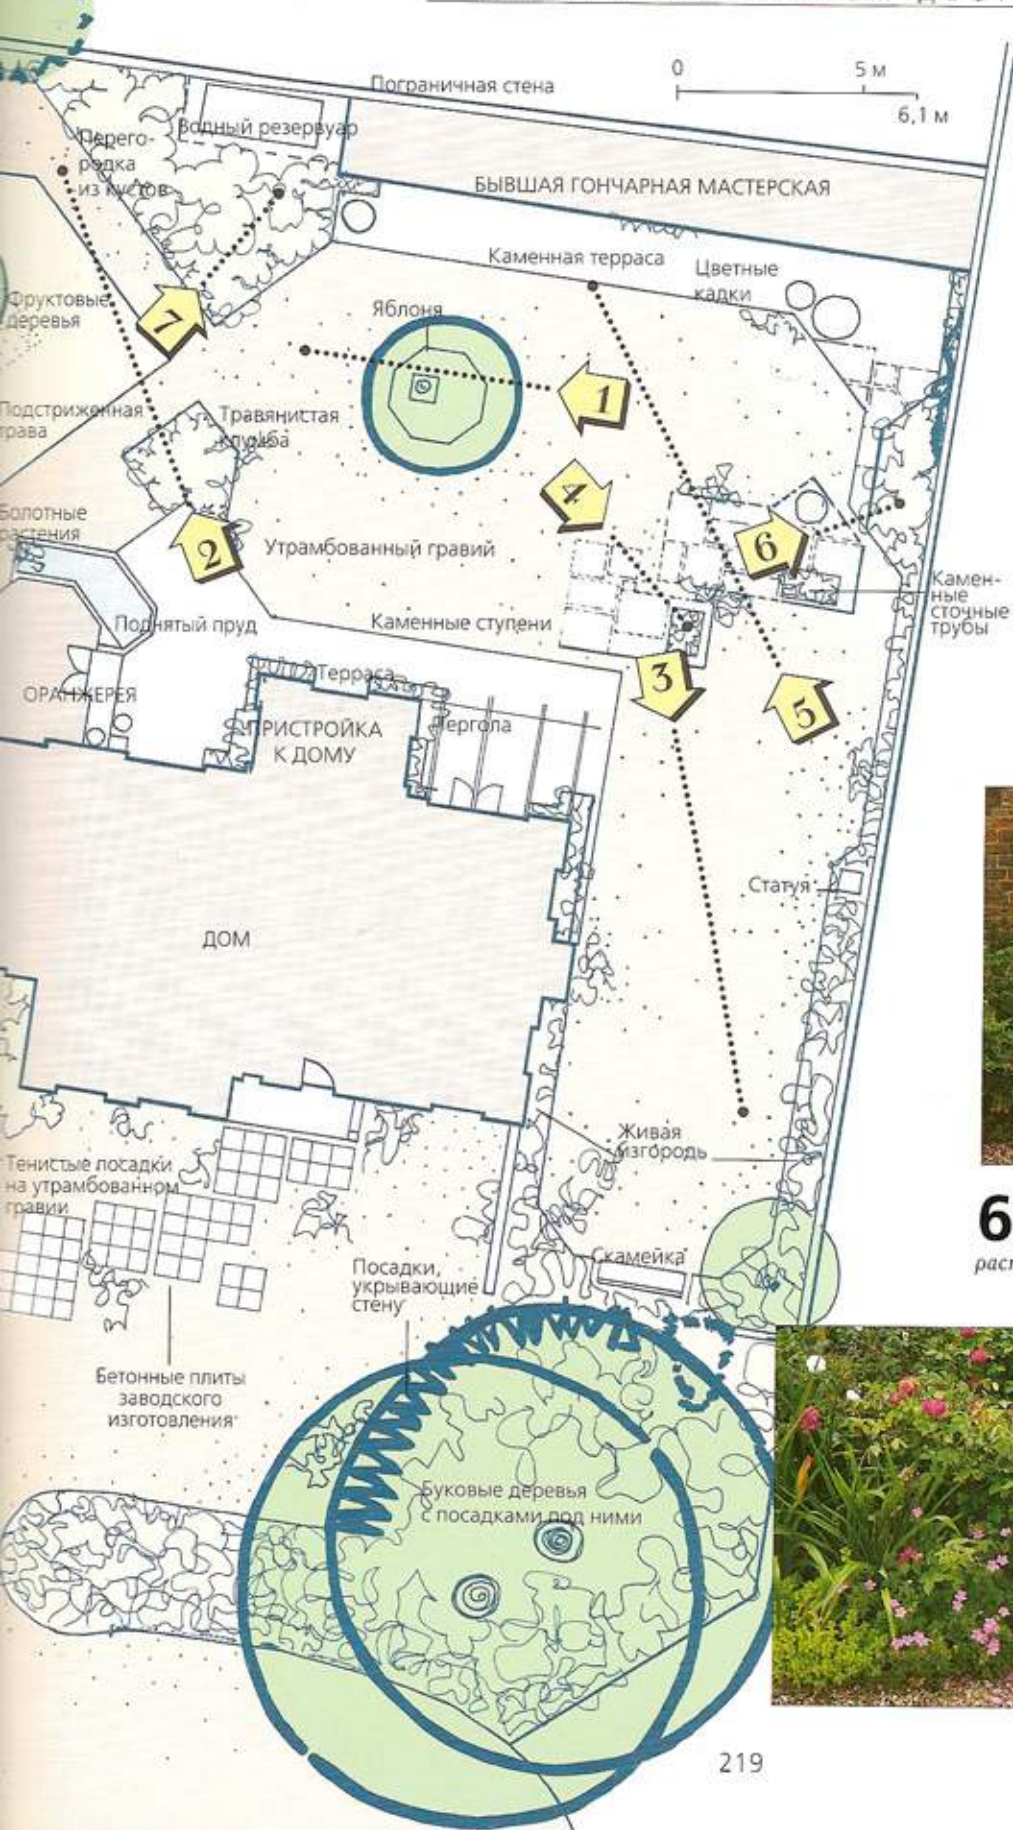 0
5 м
6,1 м
Пограничная стена
Водный резервуар
Перего-
родка
из кустов
БЫВШАЯ ГОНЧАРНАЯ МАСТЕРСКАЯ
Каменная терраса
Цветные
кадки
Фруктовые
деревья
7
Яблоня
1
Подстриженная
трава
Травянистая
клумба
4
Болотные
растения
2
Утрамбованный гравий
6
Камен-
ные
сточные
трубы
Поднятый пруд
Каменные ступени
3
5
ОРАНЖЕРЕЯ
Терраса
ПРИСТРОЙКА
К ДОМУ
Пергола
Статуя
ДОМ
Живая
изгородь
Тенистые посадки
на утрамбованном
гравии
Скамейка
Посадки,
укрывающие
стену
6
Бетонные плиты
заводского
изготовления
Буковые деревья
с посадками под ними
219